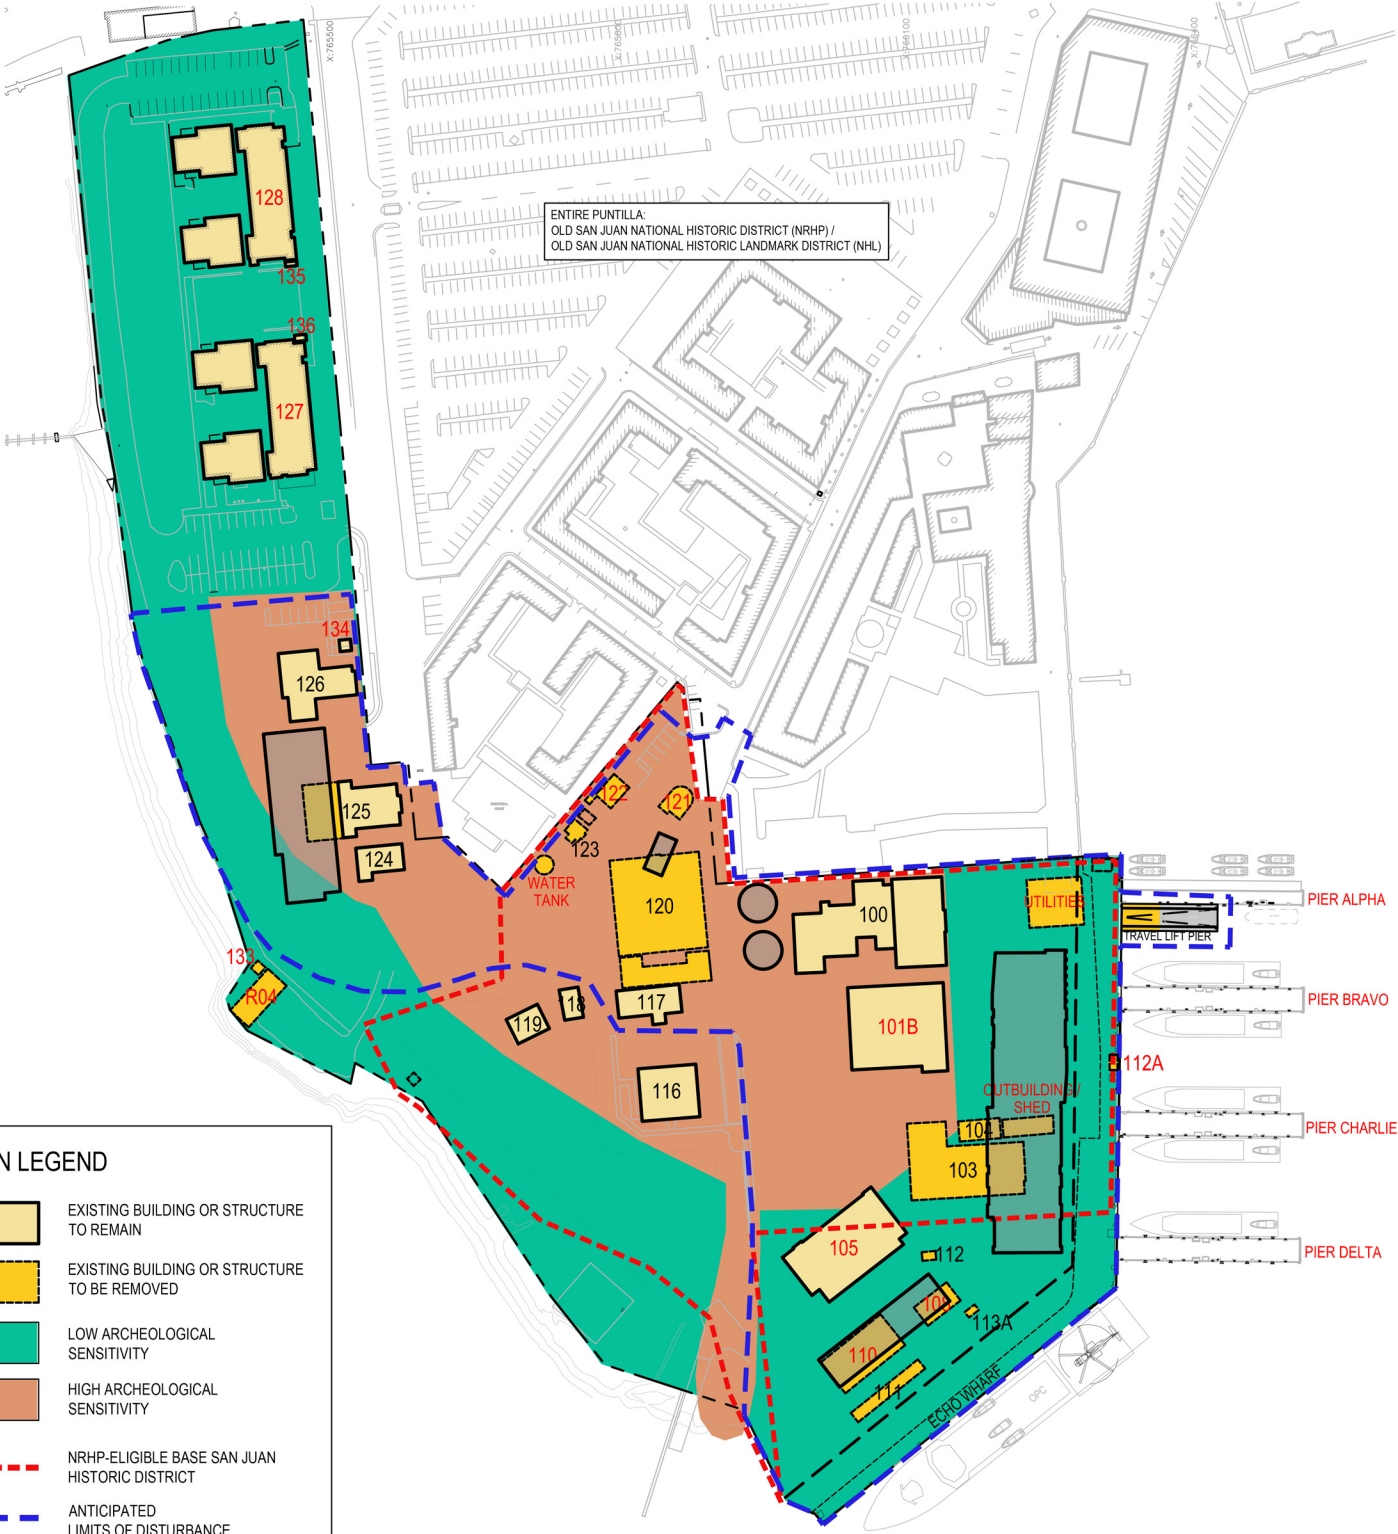 X:765500
X:766100
X:766400
ENTIRE PUNTILLA:
OLD SAN JUAN NATIONAL HISTORIC DISTRICT (NRHP) /
OLD SAN JUAN NATIONAL HISTORIC LANDMARK DISTRICT (NHL)
128
135
136
127
134
126
125
124
122
121
123
WATER
TANK
120
100
UTILITIES
PIER ALPHA
TRAVEL LIFT PIER
133
R04
119
118
117
101B
PIER BRAVO
112A
116
OUTBUILDING /
SHED
104
103
PIER CHARLIE
105
112
PIER DELTA
113A
110
111
ECHO WHARF
OPC
N LEGEND
EXISTING BUILDING OR STRUCTURE
TO REMAIN
EXISTING BUILDING OR STRUCTURE
TO BE REMOVED
LOW ARCHEOLOGICAL
SENSITIVITY
HIGH ARCHEOLOGICAL
SENSITIVITY
NRHP-ELIGIBLE BASE SAN JUAN
HISTORIC DISTRICT
ANTICIPATED
LIMITS OF DISTURBANCE